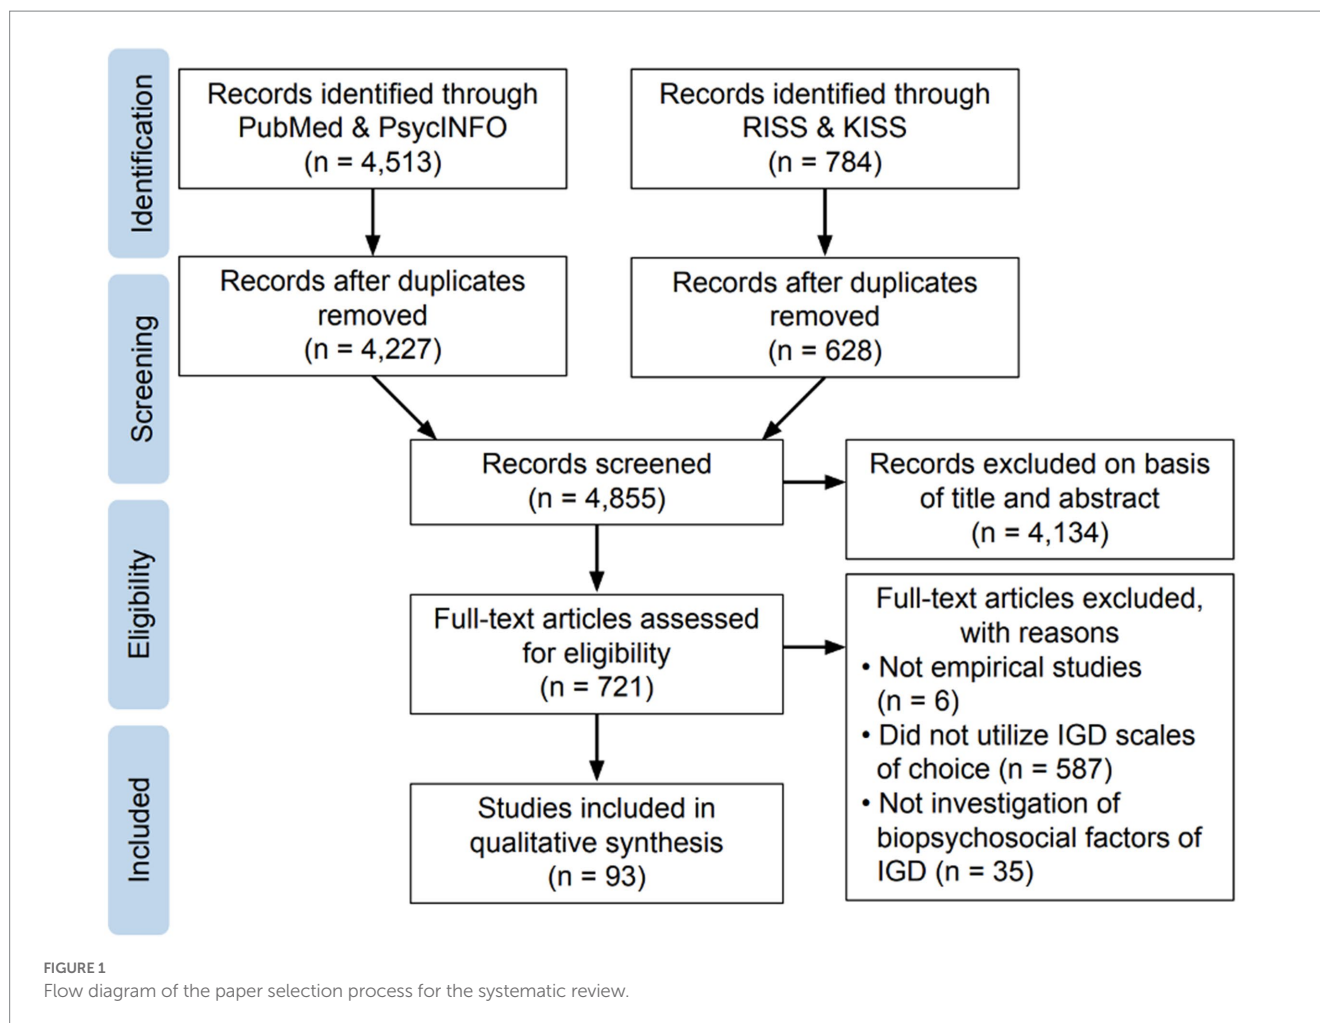 Identification
Records identified through
PubMed & PsycINFO
(n = 4,513)
Records identified through
RISS & KISS
(n = 784)
Screening
Records after duplicates
removed
(n = 4,227)
Records after duplicates
removed
(n = 628)
Records screened
(n = 4,855)
Records excluded on basis
of title and abstract
(n = 4,134)
Eligibility
Full-text articles assessed
for eligibility
(n = 721)
Full-text articles excluded,
with reasons
• Not empirical studies
(n = 6)
• Did not utilize IGD scales
of choice (n = 587)
• Not investigation of
biopsychosocial factors of
IGD (n = 35)
Included
Studies included in
qualitative synthesis
(n = 93)
FIGURE 1
Flow diagram of the paper selection process for the systematic review.